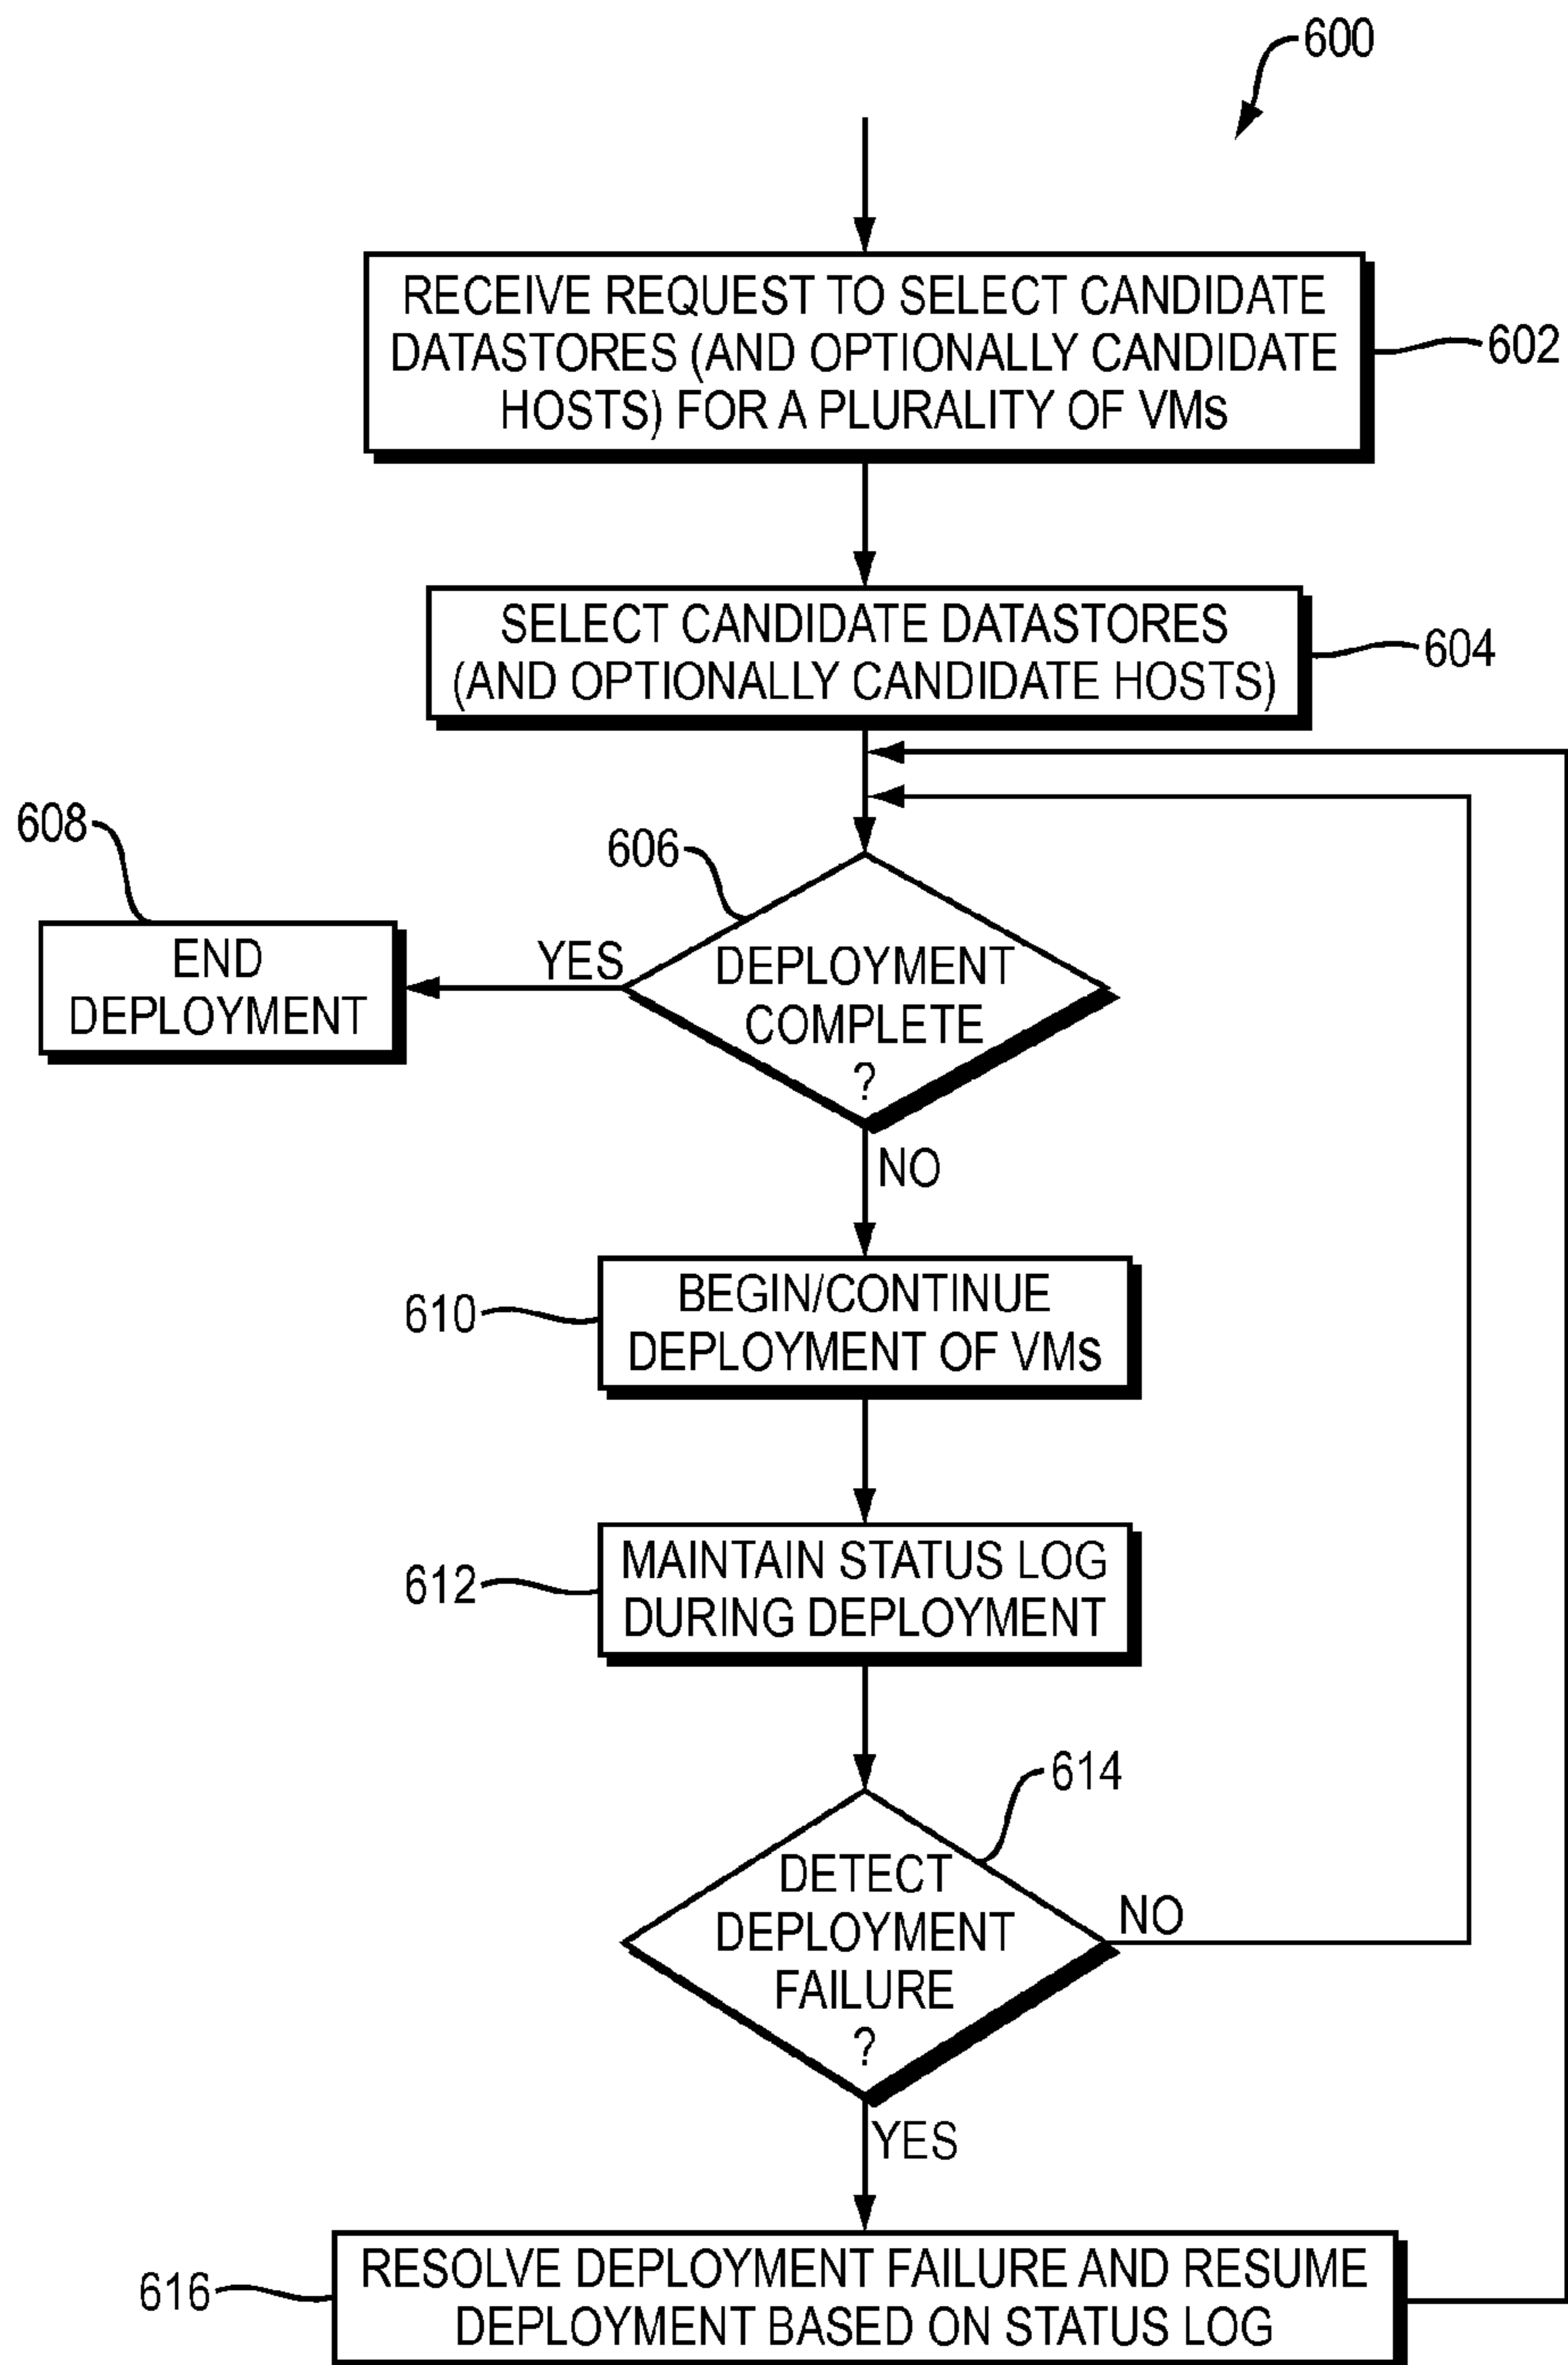 600
RECEIVE REQUEST TO SELECT CANDIDATE
DATASTORES (AND OPTIONALLY CANDIDATE
HOSTS) FOR A PLURALITY OF VMs
602
SELECT CANDIDATE DATASTORES
(AND OPTIONALLY CANDIDATE HOSTS)
604
608
606
END
DEPLOYMENT
YES
DEPLOYMENT
COMPLETE
?
NO
610
BEGIN/CONTINUE
DEPLOYMENT OF VMs
612
MAINTAIN STATUS LOG
DURING DEPLOYMENT
614
DETECT
DEPLOYMENT
FAILURE
?
NO
YES
616
RESOLVE DEPLOYMENT FAILURE AND RESUME
DEPLOYMENT BASED ON STATUS LOG